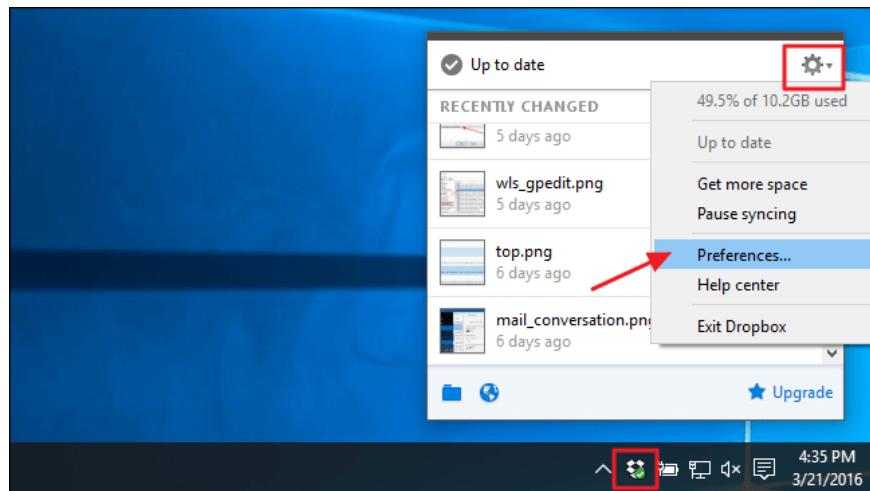 Up to date
49.5% of 10.2GB used
RECENTLY CHANGED
5 days ago
Up to date
wls_gpedit.png
5 days ago
Get more space
Pause syncing
top.png
6 days ago
Preferences...
Help center
mail_conversation.png
6 days ago
Exit Dropbox
Upgrade
4:35 PM
3/21/2016